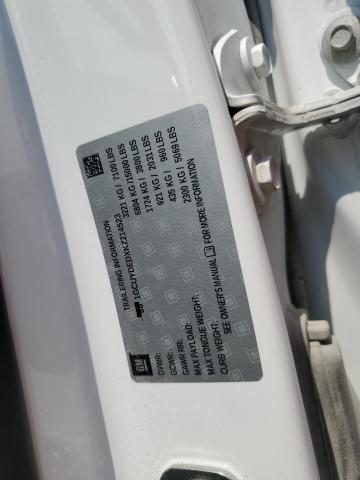 TRAILERING INFORMATION
1GCUYDEDXKZ214523
GM
GVWR: 3221 KG / 7100 LBS
GCWR: 6804 KG / 15000 LBS
GAWR RR: 1724 KG / 3800 LBS
MAX PAYLOAD: 921 KG / 2031 LBS
MAX TONGUE WEIGHT: 435 KG / 960 LBS
CURB WEIGHT: 2300 KG / 5069 LBS
SEE OWNER'S MANUAL FOR MORE INFORMATION